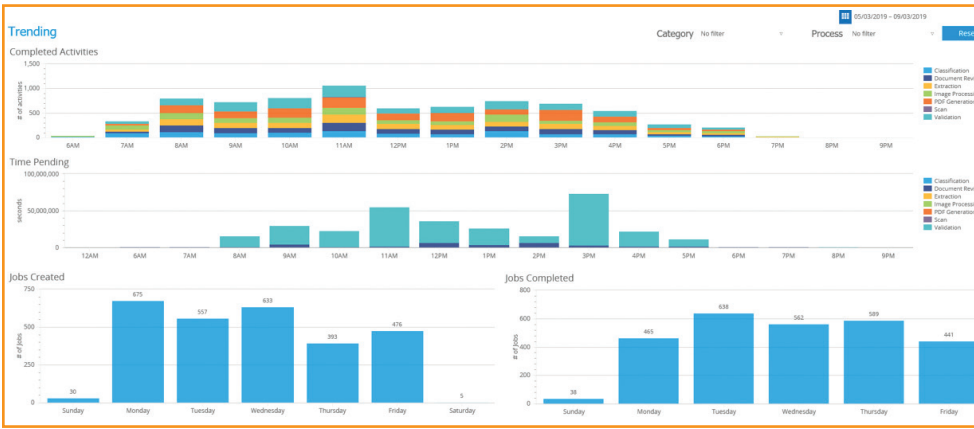 05/03/2019 – 09/03/2019
Trending
Category No filter Process No filter Rese
Completed Activities
1,500
1,000
500
0
# of activities
6AM 7AM 8AM 9AM 10AM 11AM 12PM 1PM 2PM 3PM 4PM 5PM 6PM 7PM 8PM 9PM
Classification
Document Revi
Extraction
Image Processi
PDF Generation
Scan
Validation
Time Pending
100,000,000
50,000,000
0
seconds
12AM 6AM 7AM 8AM 9AM 10AM 11AM 12PM 1PM 2PM 3PM 4PM 5PM 6PM 7PM 8PM 9PM
Classification
Document Revi
Extraction
Image Processi
PDF Generation
Scan
Validation
Jobs Created
750
500
250
0
# of Jobs
30 675 557 633 393 476 5
Sunday Monday Tuesday Wednesday Thursday Friday Saturday
Jobs Completed
800
600
400
200
0
# of Jobs
38 465 638 562 589 441
Sunday Monday Tuesday Wednesday Thursday Friday